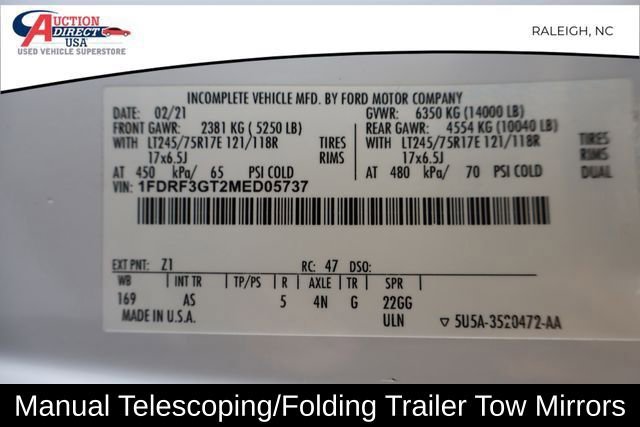 AUCTION
DIRECT
USA
USED VEHICLE SUPERSTORE
RALEIGH, NC
INCOMPLETE VEHICLE MFD. BY FORD MOTOR COMPANY
DATE: 02/21 GVWR: 6350 KG (14000 LB)
FRONT GAWR: 2381 KG ( 5250 LB) REAR GAWR: 4554 KG (10040 LB)
WITH LT245/75R17E 121/118R TIRES WITH LT245/75R17E 121/118R TIRES
17x6.5J RIMS 17x6.5J RIMS
AT 450 kPa/ 65 PSI COLD AT 480 kPa/ 70 PSI COLD DUAL
VIN: 1FDRF3GT2MED05737
EXT PNT: Z1 RC: 47 DSO:
WB INT TR TP/PS R AXLE TR SPR
169 AS 5 4N G 22GG
MADE IN U.S.A. ULN ▽ 5U5A-3520472-AA
Manual Telescoping/Folding Trailer Tow Mirrors